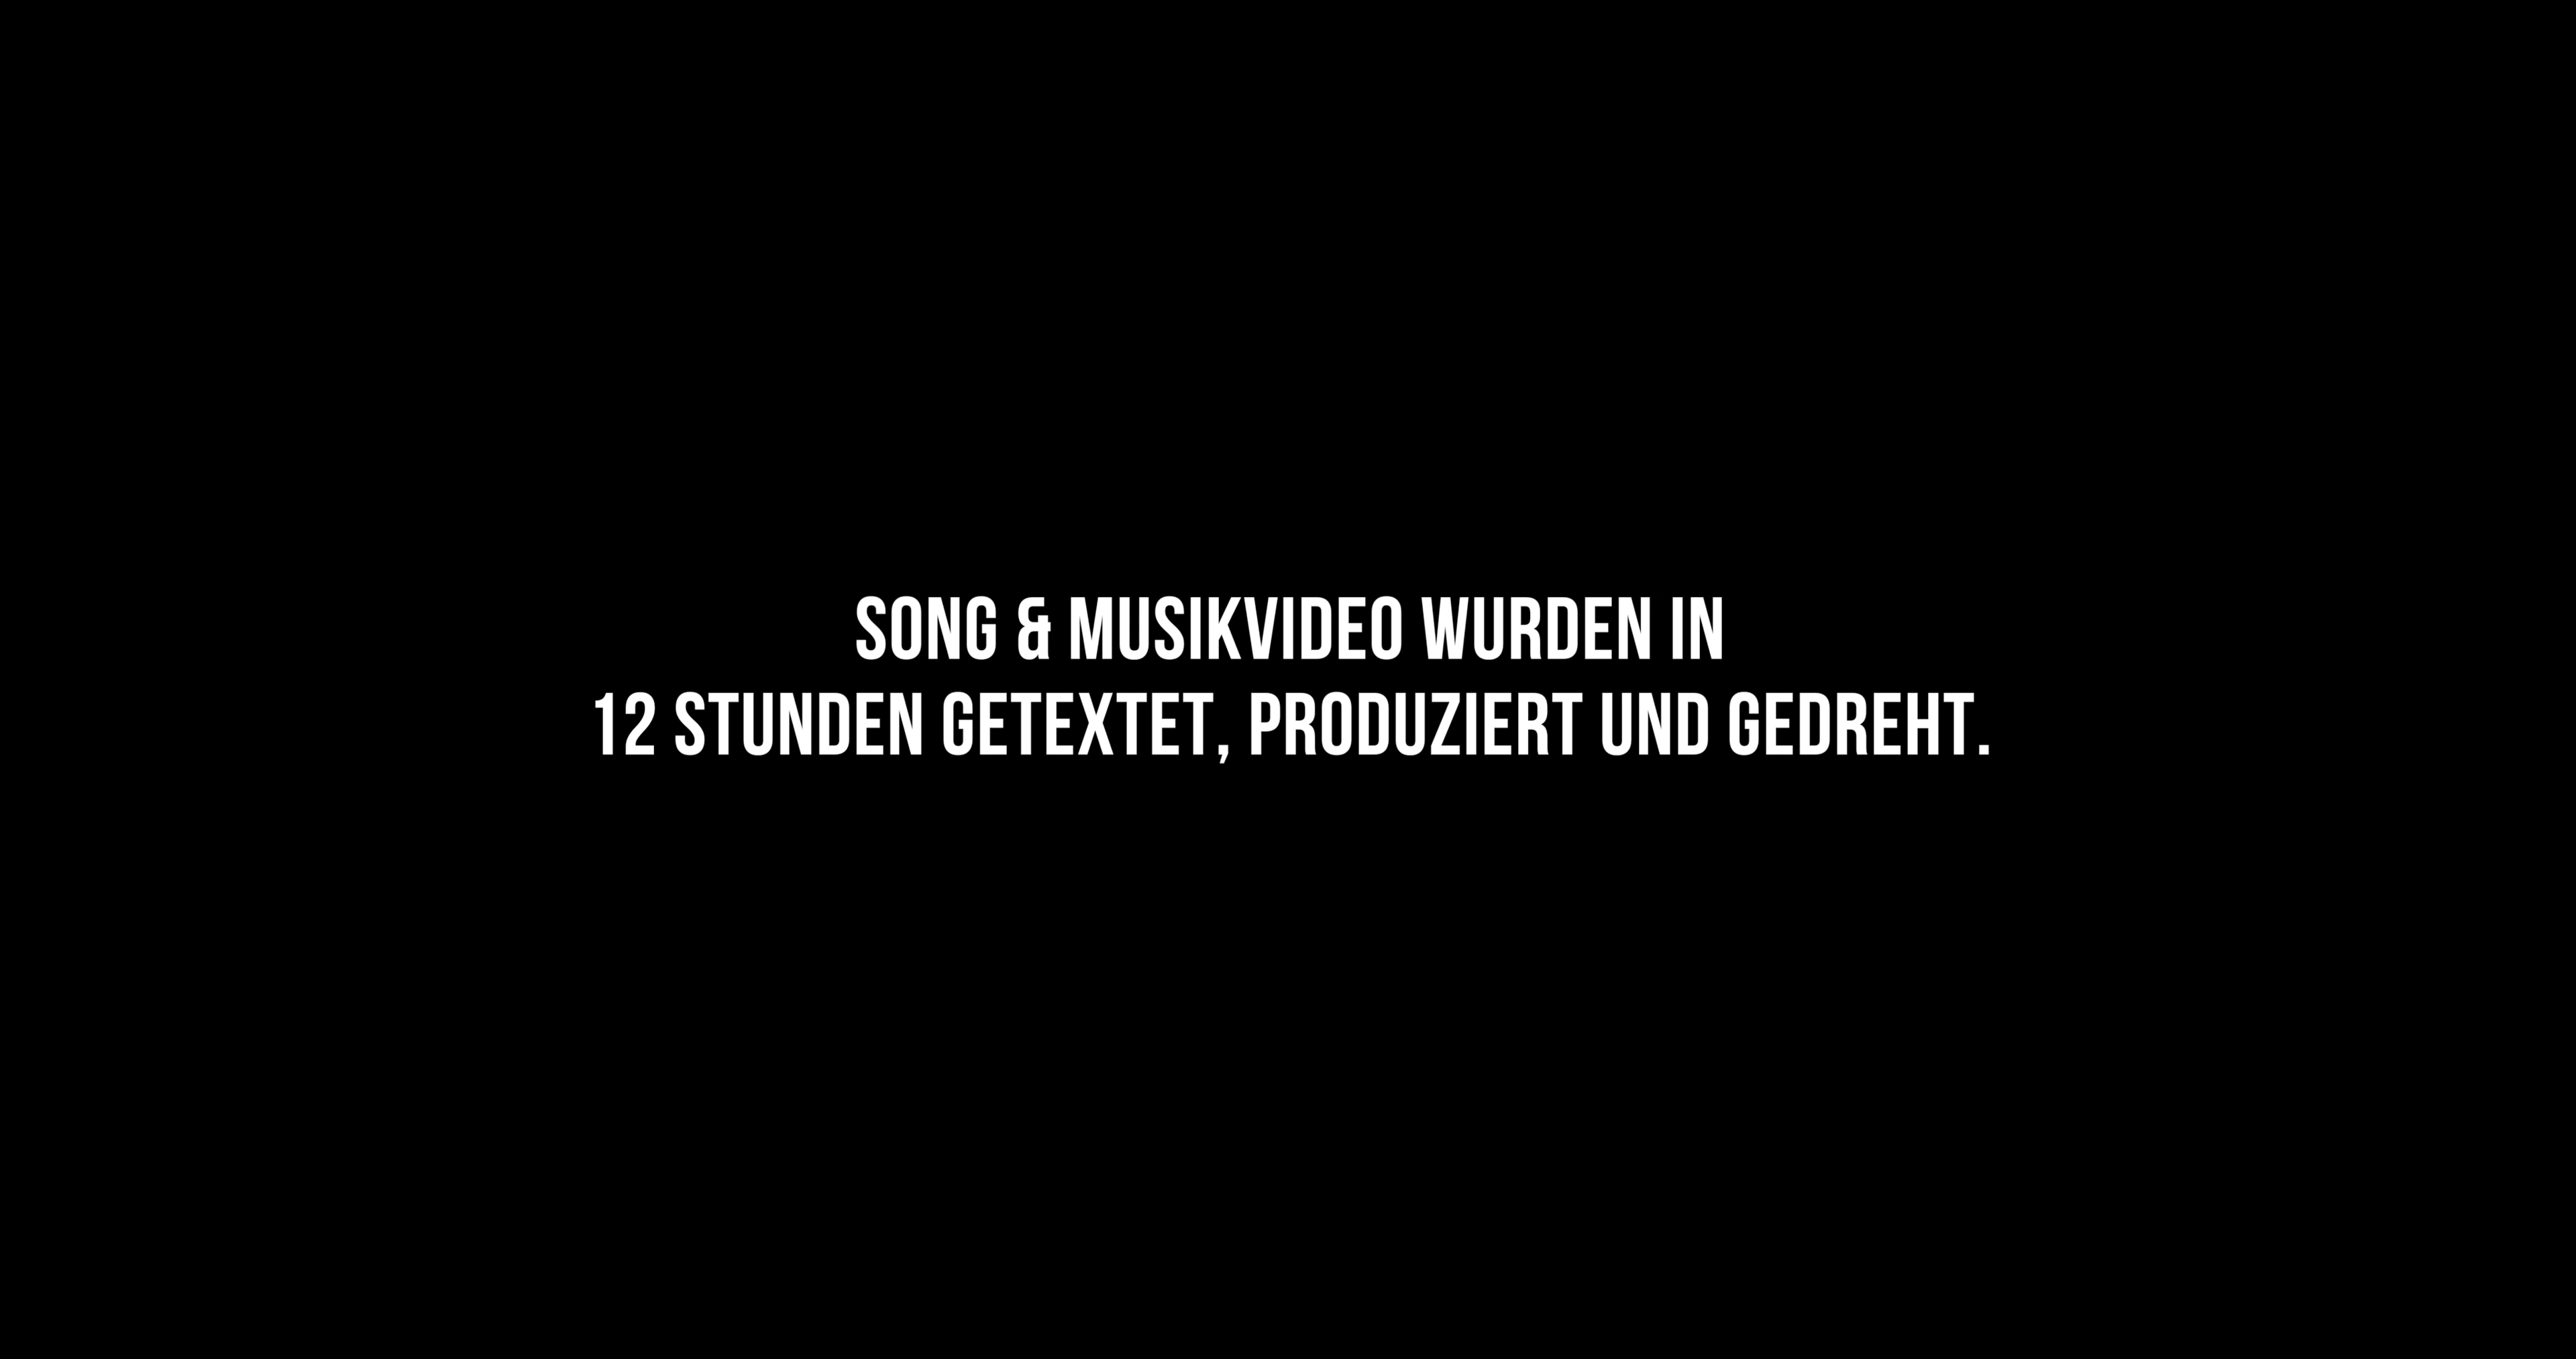 SONG & MUSIKVIDEO WURDEN IN
12 STUNDEN GETEXTET, PRODUZIERT UND GEDREHT.